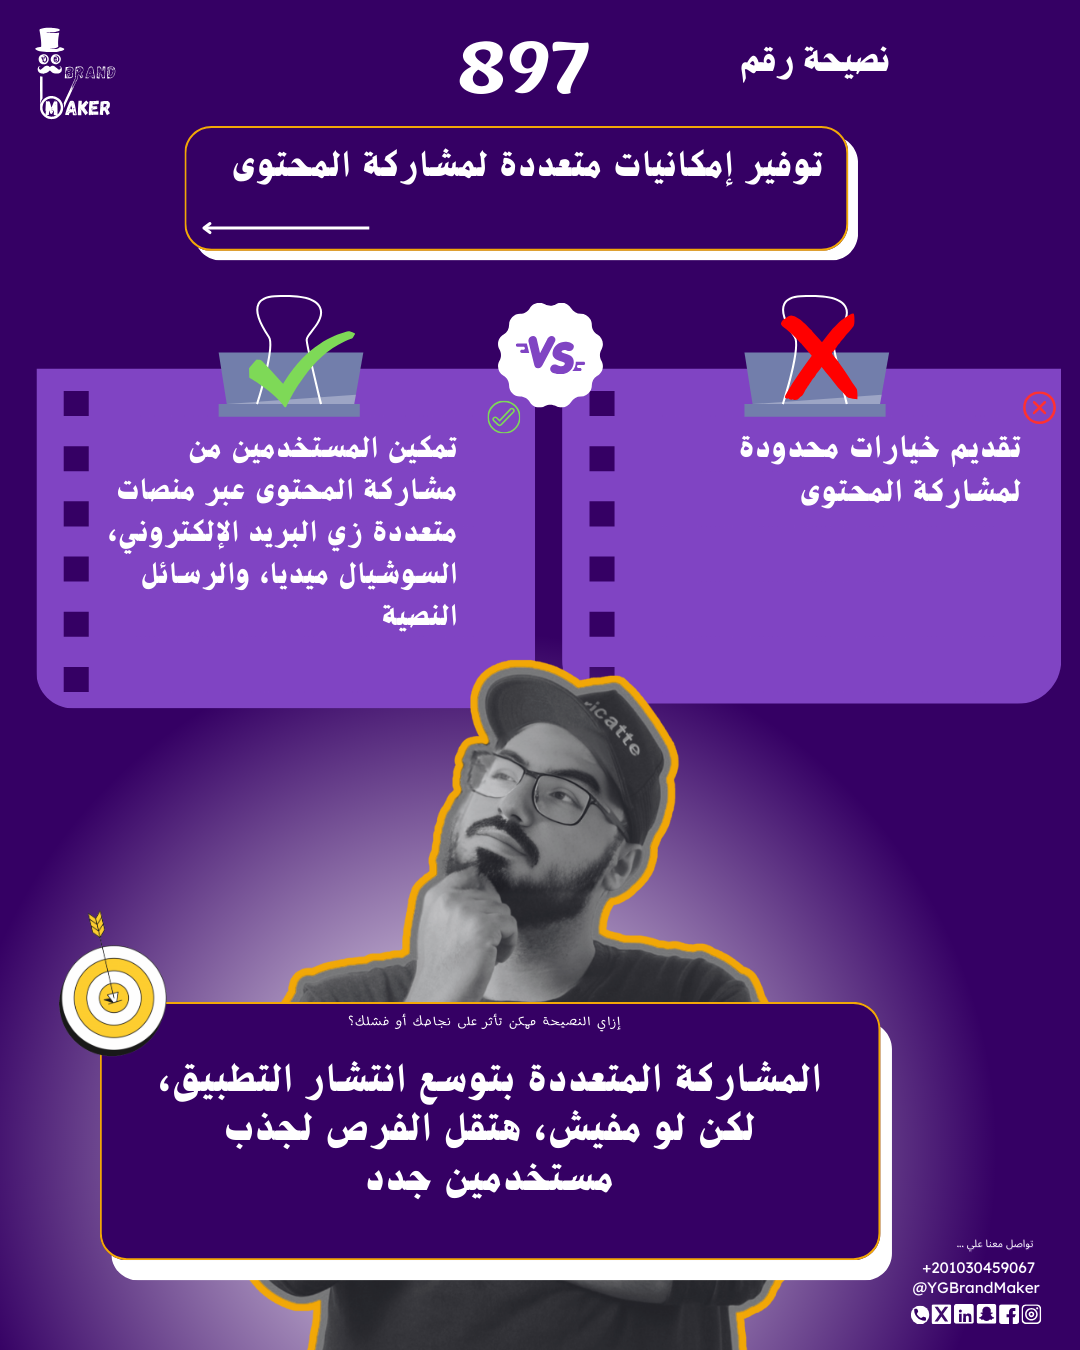 BRAND
MAKER
نصيحة رقم
897
توفير إمكانيات متعددة لمشاركة المحتوى
VS
تقديم خيارات محدودة
لمشاركة المحتوى
تمكين المستخدمين من
مشاركة المحتوى عبر منصات
متعددة زي البريد الإلكتروني،
السوشيال ميديا، والرسائل
النصية
icatte
إزاي النصيحة ممكن تأثر على نجاحك أو فشلك؟
المشاركة المتعددة بتوسع انتشار التطبيق،
لكن لو مفيش، هتقل الفرص لجذب
مستخدمين جدد
تواصل معنا علي ...
+201030459067
@YGBrandMaker